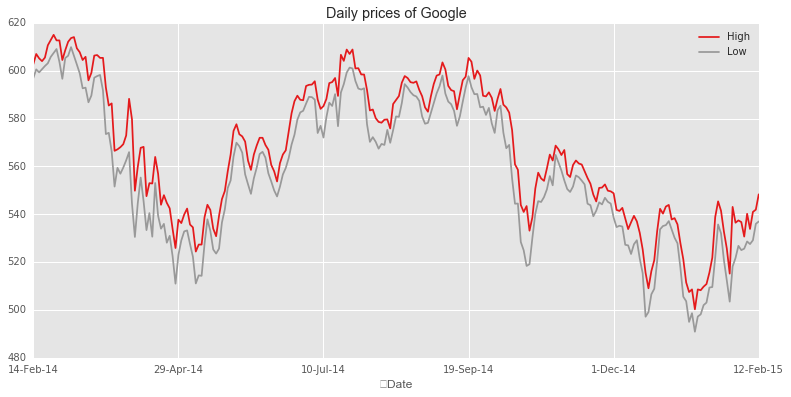 Daily prices of Google
High
Low
620
600
580
560
540
520
500
480
14-Feb-14
29-Apr-14
10-Jul-14
19-Sep-14
1-Dec-14
12-Feb-15
Date